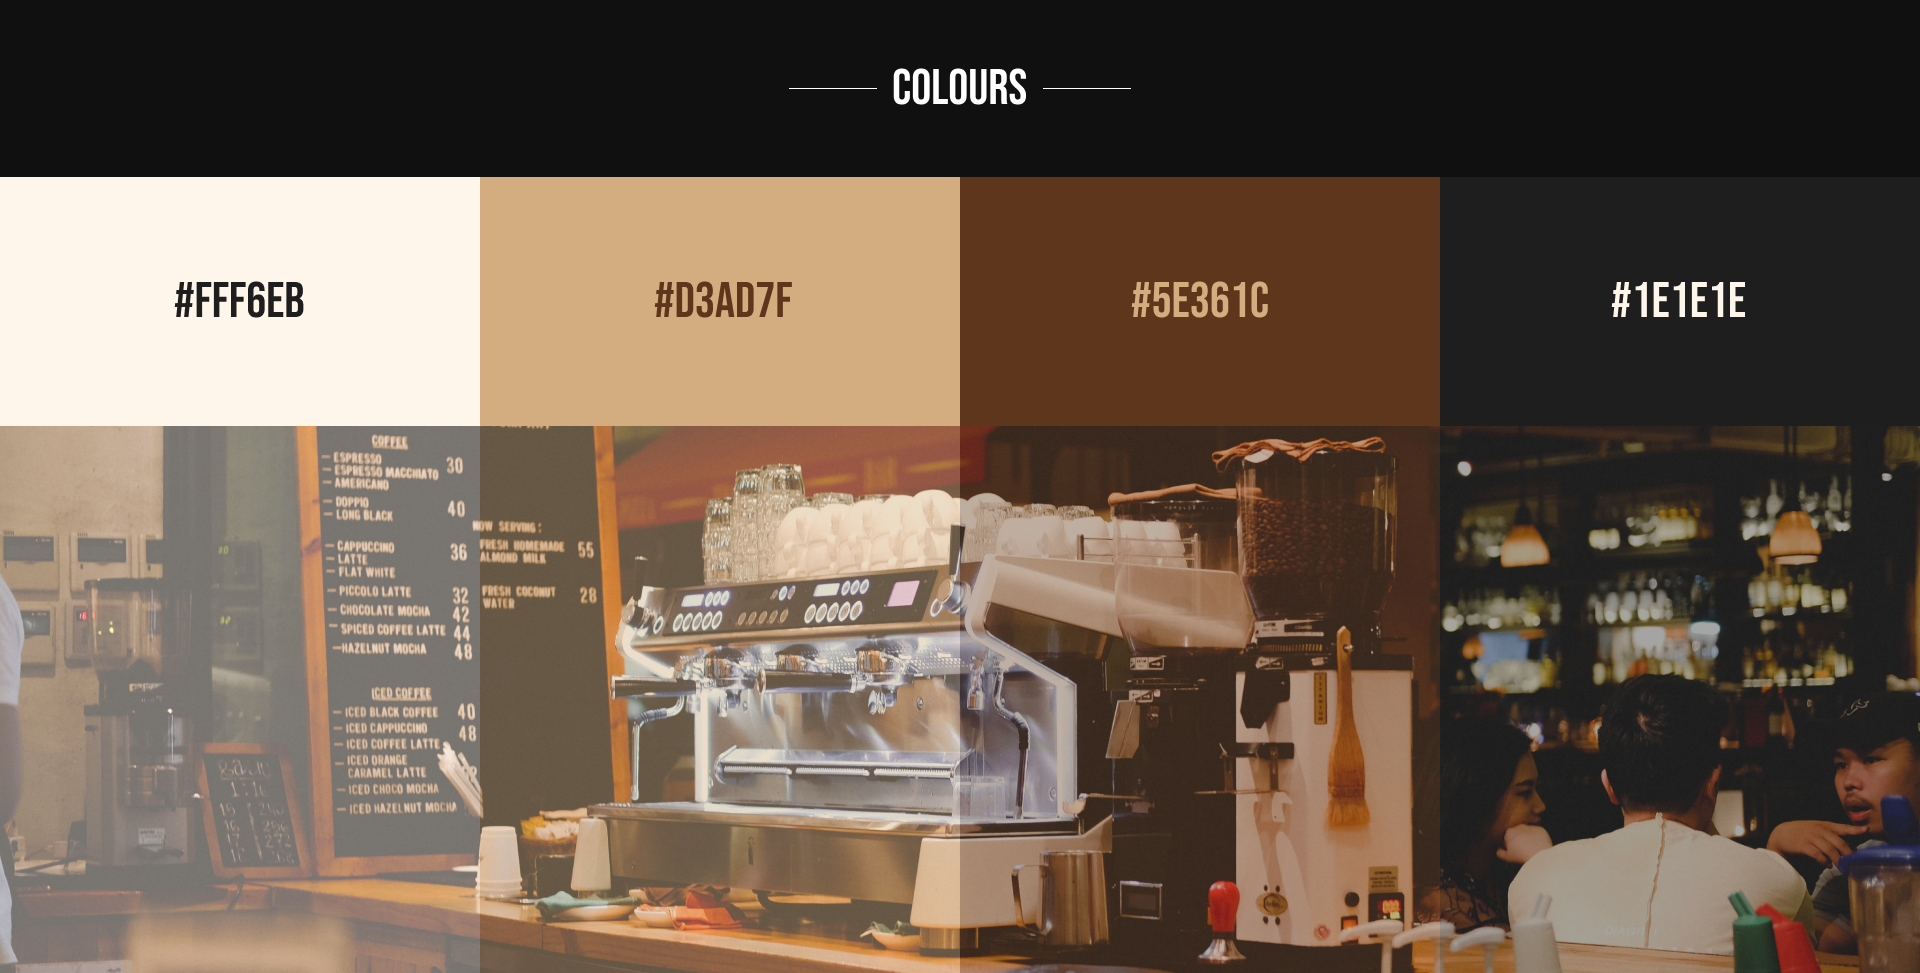 COLOURS
#FFF6EB
#D3AD7F
#5E361C
#1E1E1E
COFFEE
— ESPRESSO
— ESPRESSO MACCHIATO 30
— AMERICANO
— DOPPIO 40
— LONG BLACK
— CAPPUCCINO 36
— LATTE
— FLAT WHITE
— PICCOLO LATTE 32
— CHOCOLATE MOCHA 42
— SPICED COFFEE LATTE 44
—HAZELNUT MOCHA 48
ICED COFFEE
— ICED BLACK COFFEE 40
— ICED CAPPUCCINO 48
— ICED COFFEE LATTE
— ICED ORANGE
CARAMEL LATTE
— ICED CHOCO MOCHA
— ICED HAZELNUT MOCHA
NOW SERVING:
FRESH HOMEMADE 55
ALMOND MILK
FRESH COCONUT 28
WATER